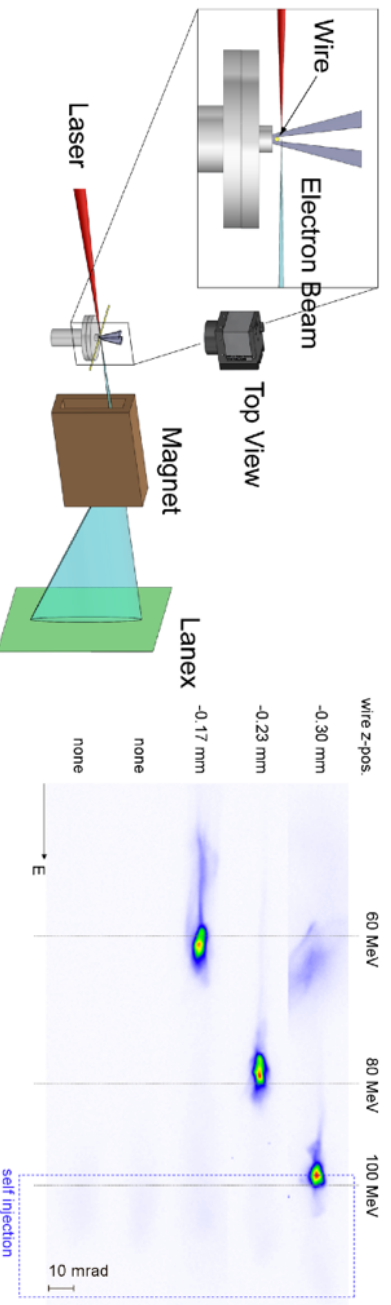 Wire
Electron Beam
Laser
Top View
Magnet
Lanex
wire z-pos.
60 MeV
80 MeV
100 MeV
-0.30 mm
-0.23 mm
-0.17 mm
none
none
E
self injection
10 mrad